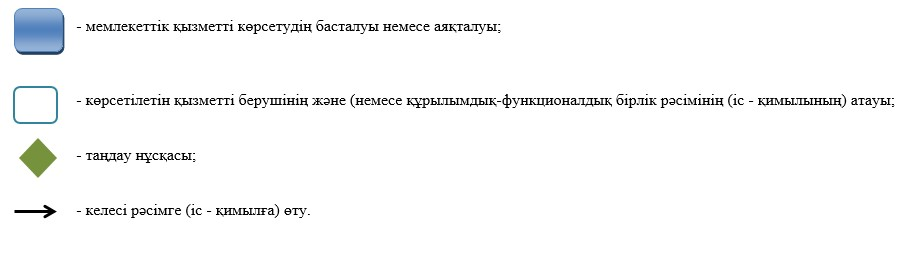 - мемлекеттік қызметті көрсетудің басталуы немесе аяқталуы;
- көрсетілетін қызметті берушінің және (немесе құрылымдық-функционалдық бірлік рәсімінің (іс - қимылының) атауы;
- таңдау нұсқасы;
- келесі рәсімге (іс - қимылға) өту.